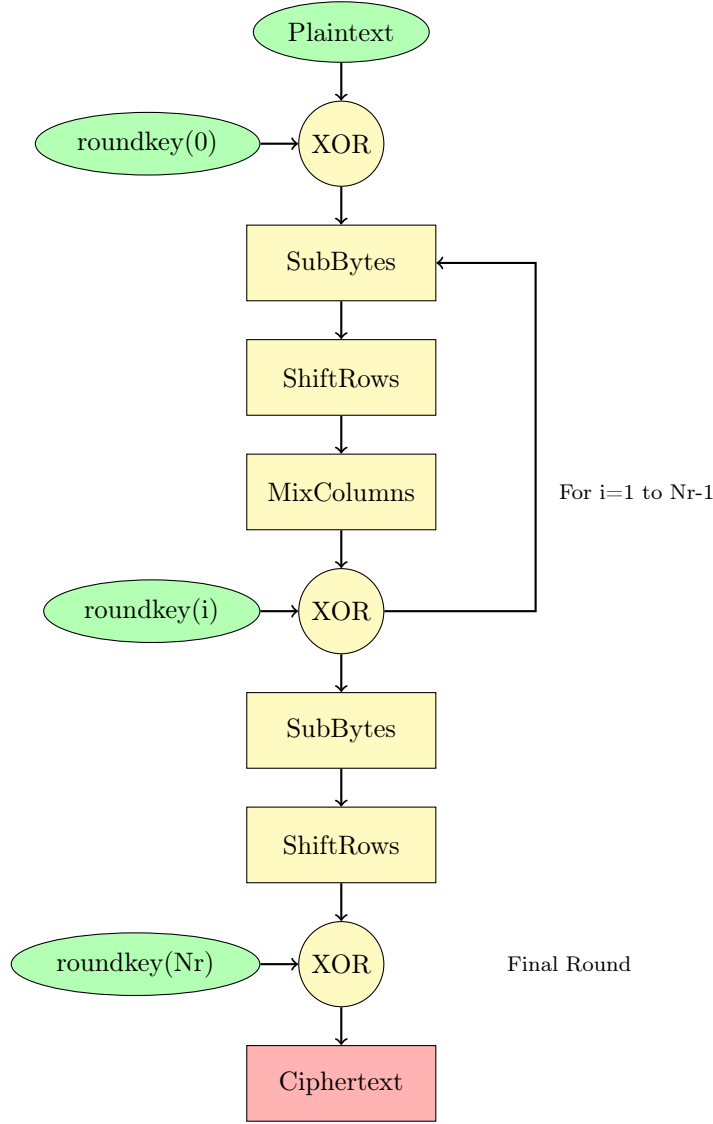 Plaintext
roundkey(0)
XOR
SubBytes
ShiftRows
MixColumns
For i=1 to Nr-1
roundkey(i)
XOR
SubBytes
ShiftRows
roundkey(Nr)
XOR
Final Round
Ciphertext